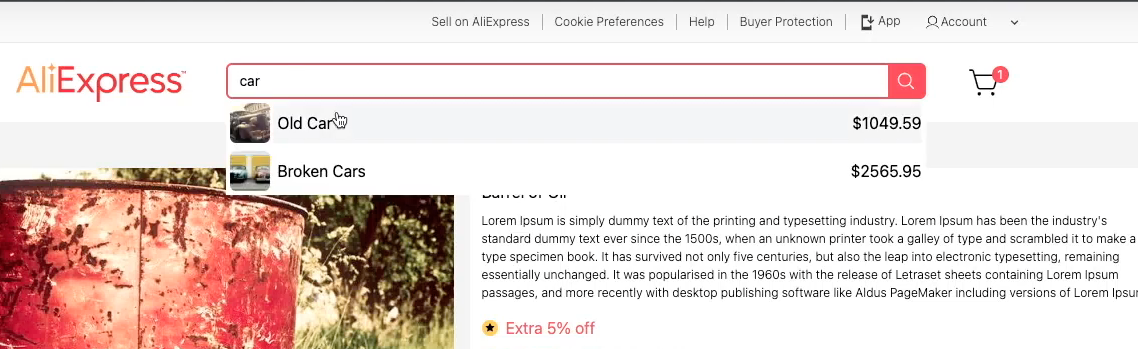 Sell on AliExpress
Cookie Preferences
Help
Buyer Protection
App
Account
AliExpress™
car
1
Old Car
$1049.59
Broken Cars
$2565.95
Barrel of Oil
Lorem Ipsum is simply dummy text of the printing and typesetting industry. Lorem Ipsum has been the industry's
standard dummy text ever since the 1500s, when an unknown printer took a galley of type and scrambled it to make a
type specimen book. It has survived not only five centuries, but also the leap into electronic typesetting, remaining
essentially unchanged. It was popularised in the 1960s with the release of Letraset sheets containing Lorem Ipsum
passages, and more recently with desktop publishing software like Aldus PageMaker including versions of Lorem
Extra 5% off